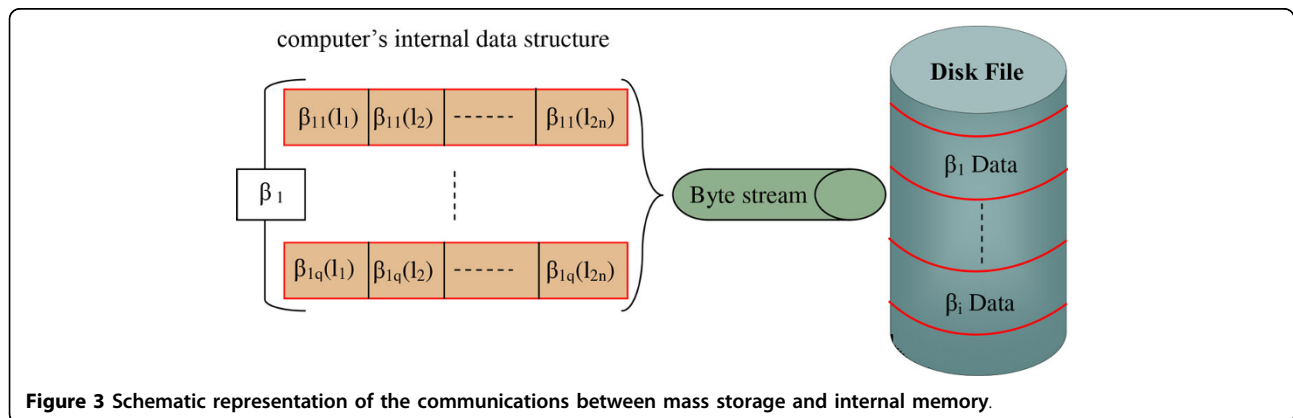 computer's internal data structure
β₁₁(l₁) β₁₁(l₂) ------ β₁₁(l₂ₙ)
β₁
β₁q(l₁) β₁q(l₂) ------ β₁q(l₂ₙ)
Byte stream
Disk File
β₁ Data
βᵢ Data
Figure 3 Schematic representation of the communications between mass storage and internal memory.